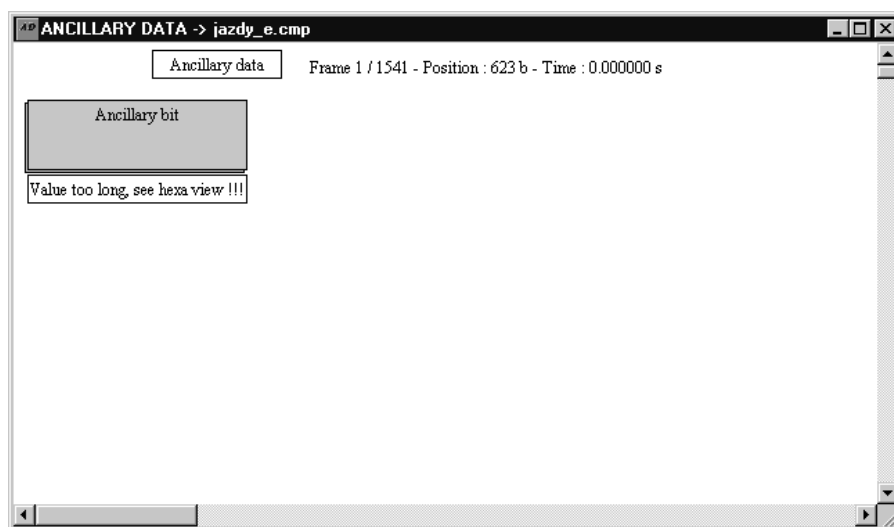 AD ANCILLARY DATA -> jazdy_e.cmp
Ancillary data
Frame 1 / 1541 - Position : 623 b - Time : 0.000000 s
Ancillary bit
Value too long, see hexa view !!!